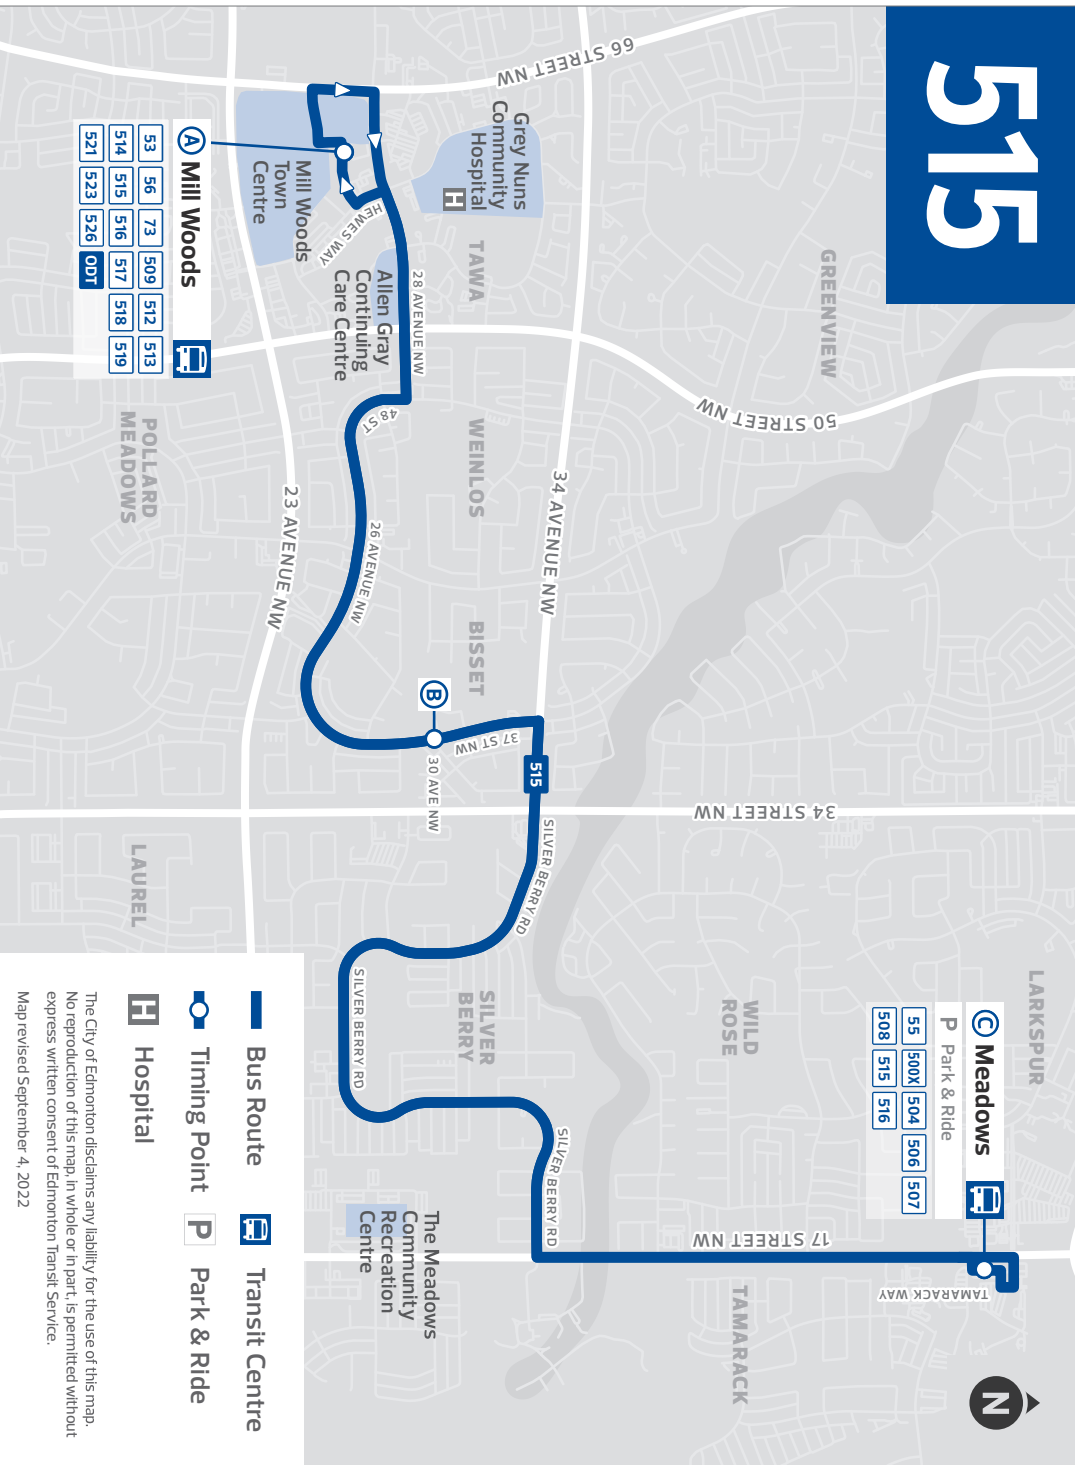 515
66 STREET NW
Grey Nuns
Community
Hospital
H
Mill Woods
Town
Centre
HEWES WAY
A Mill Woods
53 56 73 509 512 513
514 515 516 517 518 519
521 523 526 ODT
TAWA
GREENVIEW
28 AVENUE NW
Allen Gray
Continuing
Care Centre
48 ST
50 STREET NW
WEINLOS
34 AVENUE NW
POLLARD
MEADOWS
23 AVENUE NW
26 AVENUE NW
BISSET
B
37 ST NW
30 AVE NW
515
34 STREET NW
SILVER BERRY RD
LAUREL
SILVER BERRY RD
SILVER
BERRY
WILD
ROSE
LARKSPUR
C Meadows
P Park & Ride
55 500X 504 506 507
508 515 516
SILVER BERRY RD
17 STREET NW
TAMARACK WAY
The Meadows
Community
Recreation
Centre
TAMARACK
N
Bus Route
Transit Centre
Timing Point
P Park & Ride
H Hospital
The City of Edmonton disclaims any liability for the use of this map.
No reproduction of this map, in whole or in part, is permitted without
express written consent of Edmonton Transit Service.
Map revised September 4, 2022